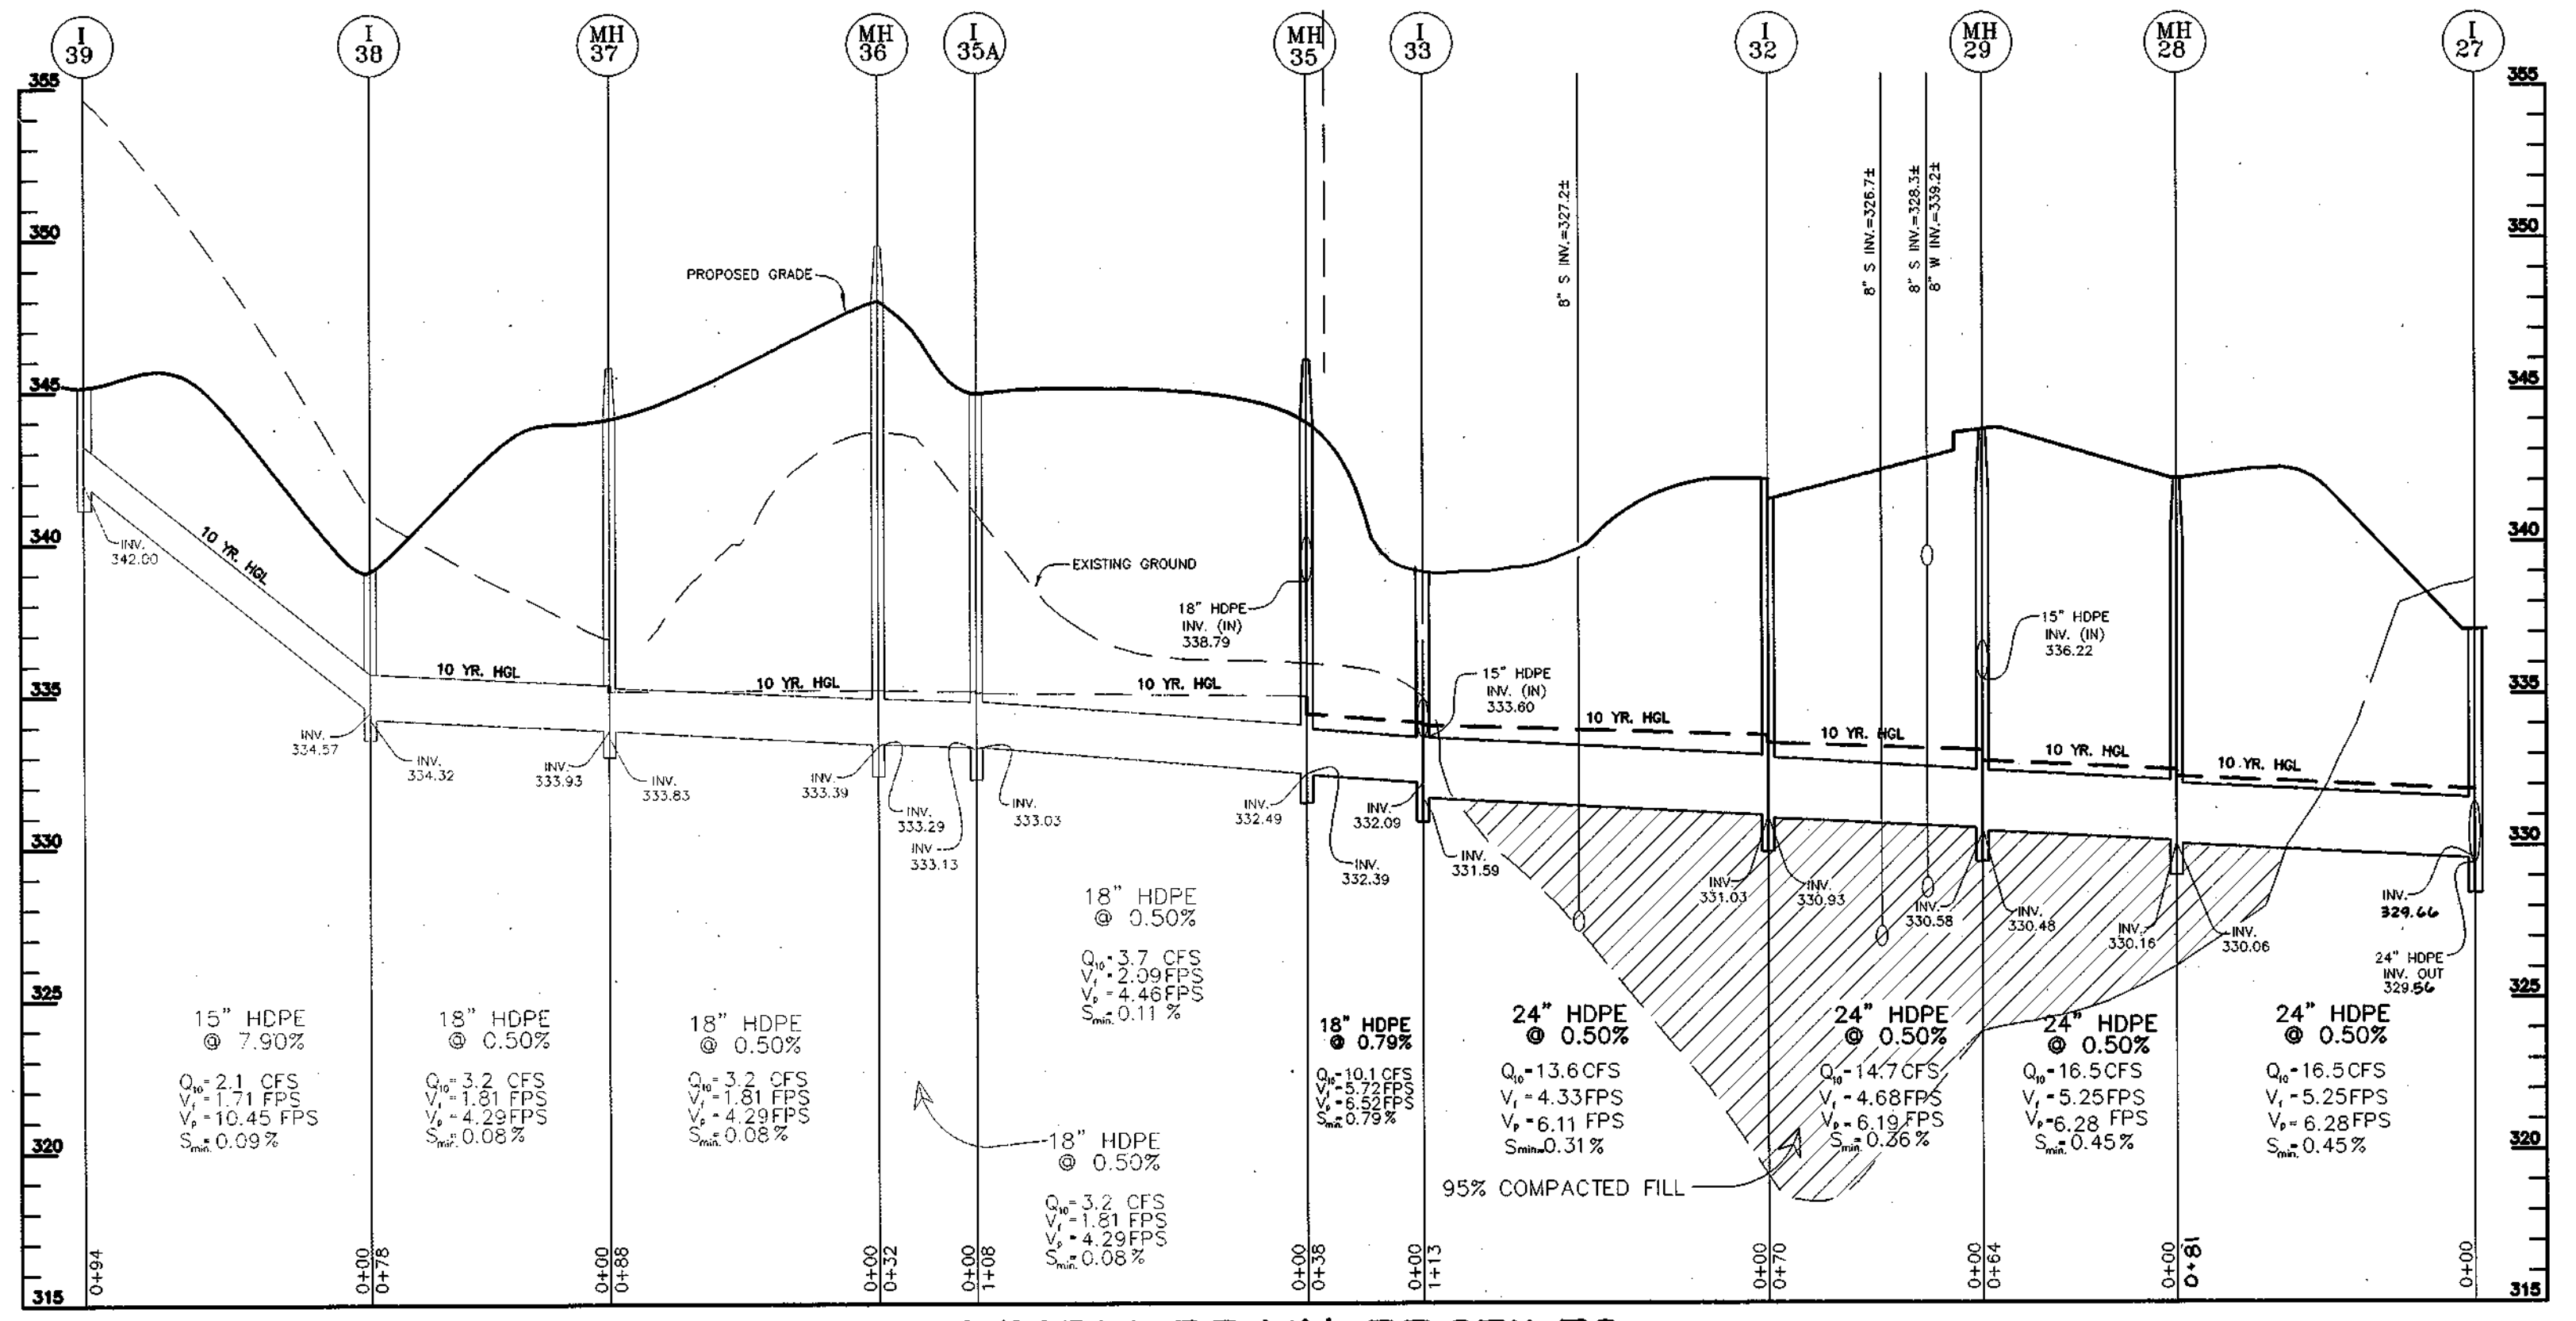 I
39
I
38
MH
37
MH
36
I
35A
MH
35
I
33
I
32
MH
29
MH
28
I
27
355
350
345
340
335
330
325
320
315
355
350
345
340
335
330
325
320
315
PROPOSED GRADE
EXISTING GROUND
8" S INV.=327.2±
8" S INV.=326.7±
8" S INV.=328.3±
8" W INV.=339.2±
10 YR. HGL
10 YR. HGL
10 YR. HGL
10 YR. HGL
10 YR. HGL
10 YR. HGL
10 YR. HGL
10 YR. HGL
18" HDPE
INV. (IN)
338.79
15" HDPE
INV. (IN)
333.60
15" HDPE
INV. (IN)
336.22
INV.
342.00
INV.
334.57
INV.
334.32
INV.
333.93
INV.
333.83
INV.
333.39
INV.
333.29
INV
333.13
INV.
333.03
INV.
332.49
INV.
332.39
INV.
332.09
INV.
331.59
INV.
331.03
INV.
330.93
INV.
330.58
INV.
330.48
INV.
330.16
INV.
330.06
INV.
329.66
24" HDPE
INV. OUT
329.56
15" HDPE
@ 7.90%
Q10= 2.1 CFS
Vf = 1.71 FPS
Vp = 10.45 FPS
Smin.= 0.09%
18" HDPE
@ 0.50%
Q10= 3.2 CFS
Vf = 1.81 FPS
Vp = 4.29FPS
Smin.= 0.08%
18" HDPE
@ 0.50%
Q10= 3.2 CFS
Vf = 1.81 FPS
Vp = 4.29FPS
Smin.= 0.08%
18" HDPE
@ 0.50%
Q10= 3.2 CFS
Vf = 1.81 FPS
Vp = 4.29FPS
Smin.= 0.08%
18" HDPE
@ 0.50%
Q10= 3.7 CFS
Vf = 2.09FPS
Vp = 4.46FPS
Smin.= 0.11 %
18" HDPE
@ 0.79%
Q10=10.1 CFS
Vf =5.72FPS
Vp =6.52FPS
Smin.=0.79%
24" HDPE
@ 0.50%
Q10=13.6CFS
Vf = 4.33FPS
Vp =6.11 FPS
Smin=0.31%
24" HDPE
@ 0.50%
Q10=14.7CFS
Vf =4.68FPS
Vp= 6.19FPS
Smin.=0.36%
24" HDPE
@ 0.50%
Q10=16.5CFS
Vf = 5.25FPS
Vp=6.28 FPS
Smin.=0.45%
24" HDPE
@ 0.50%
Q10=16.5CFS
Vf = 5.25FPS
Vp = 6.28FPS
Smin.=0.45%
95% COMPACTED FILL
0+94
0+00
0+78
0+00
0+88
0+00
0+32
0+00
1+08
0+00
0+38
0+00
1+13
0+00
0+70
0+00
0+64
0+00
0+81
0+00